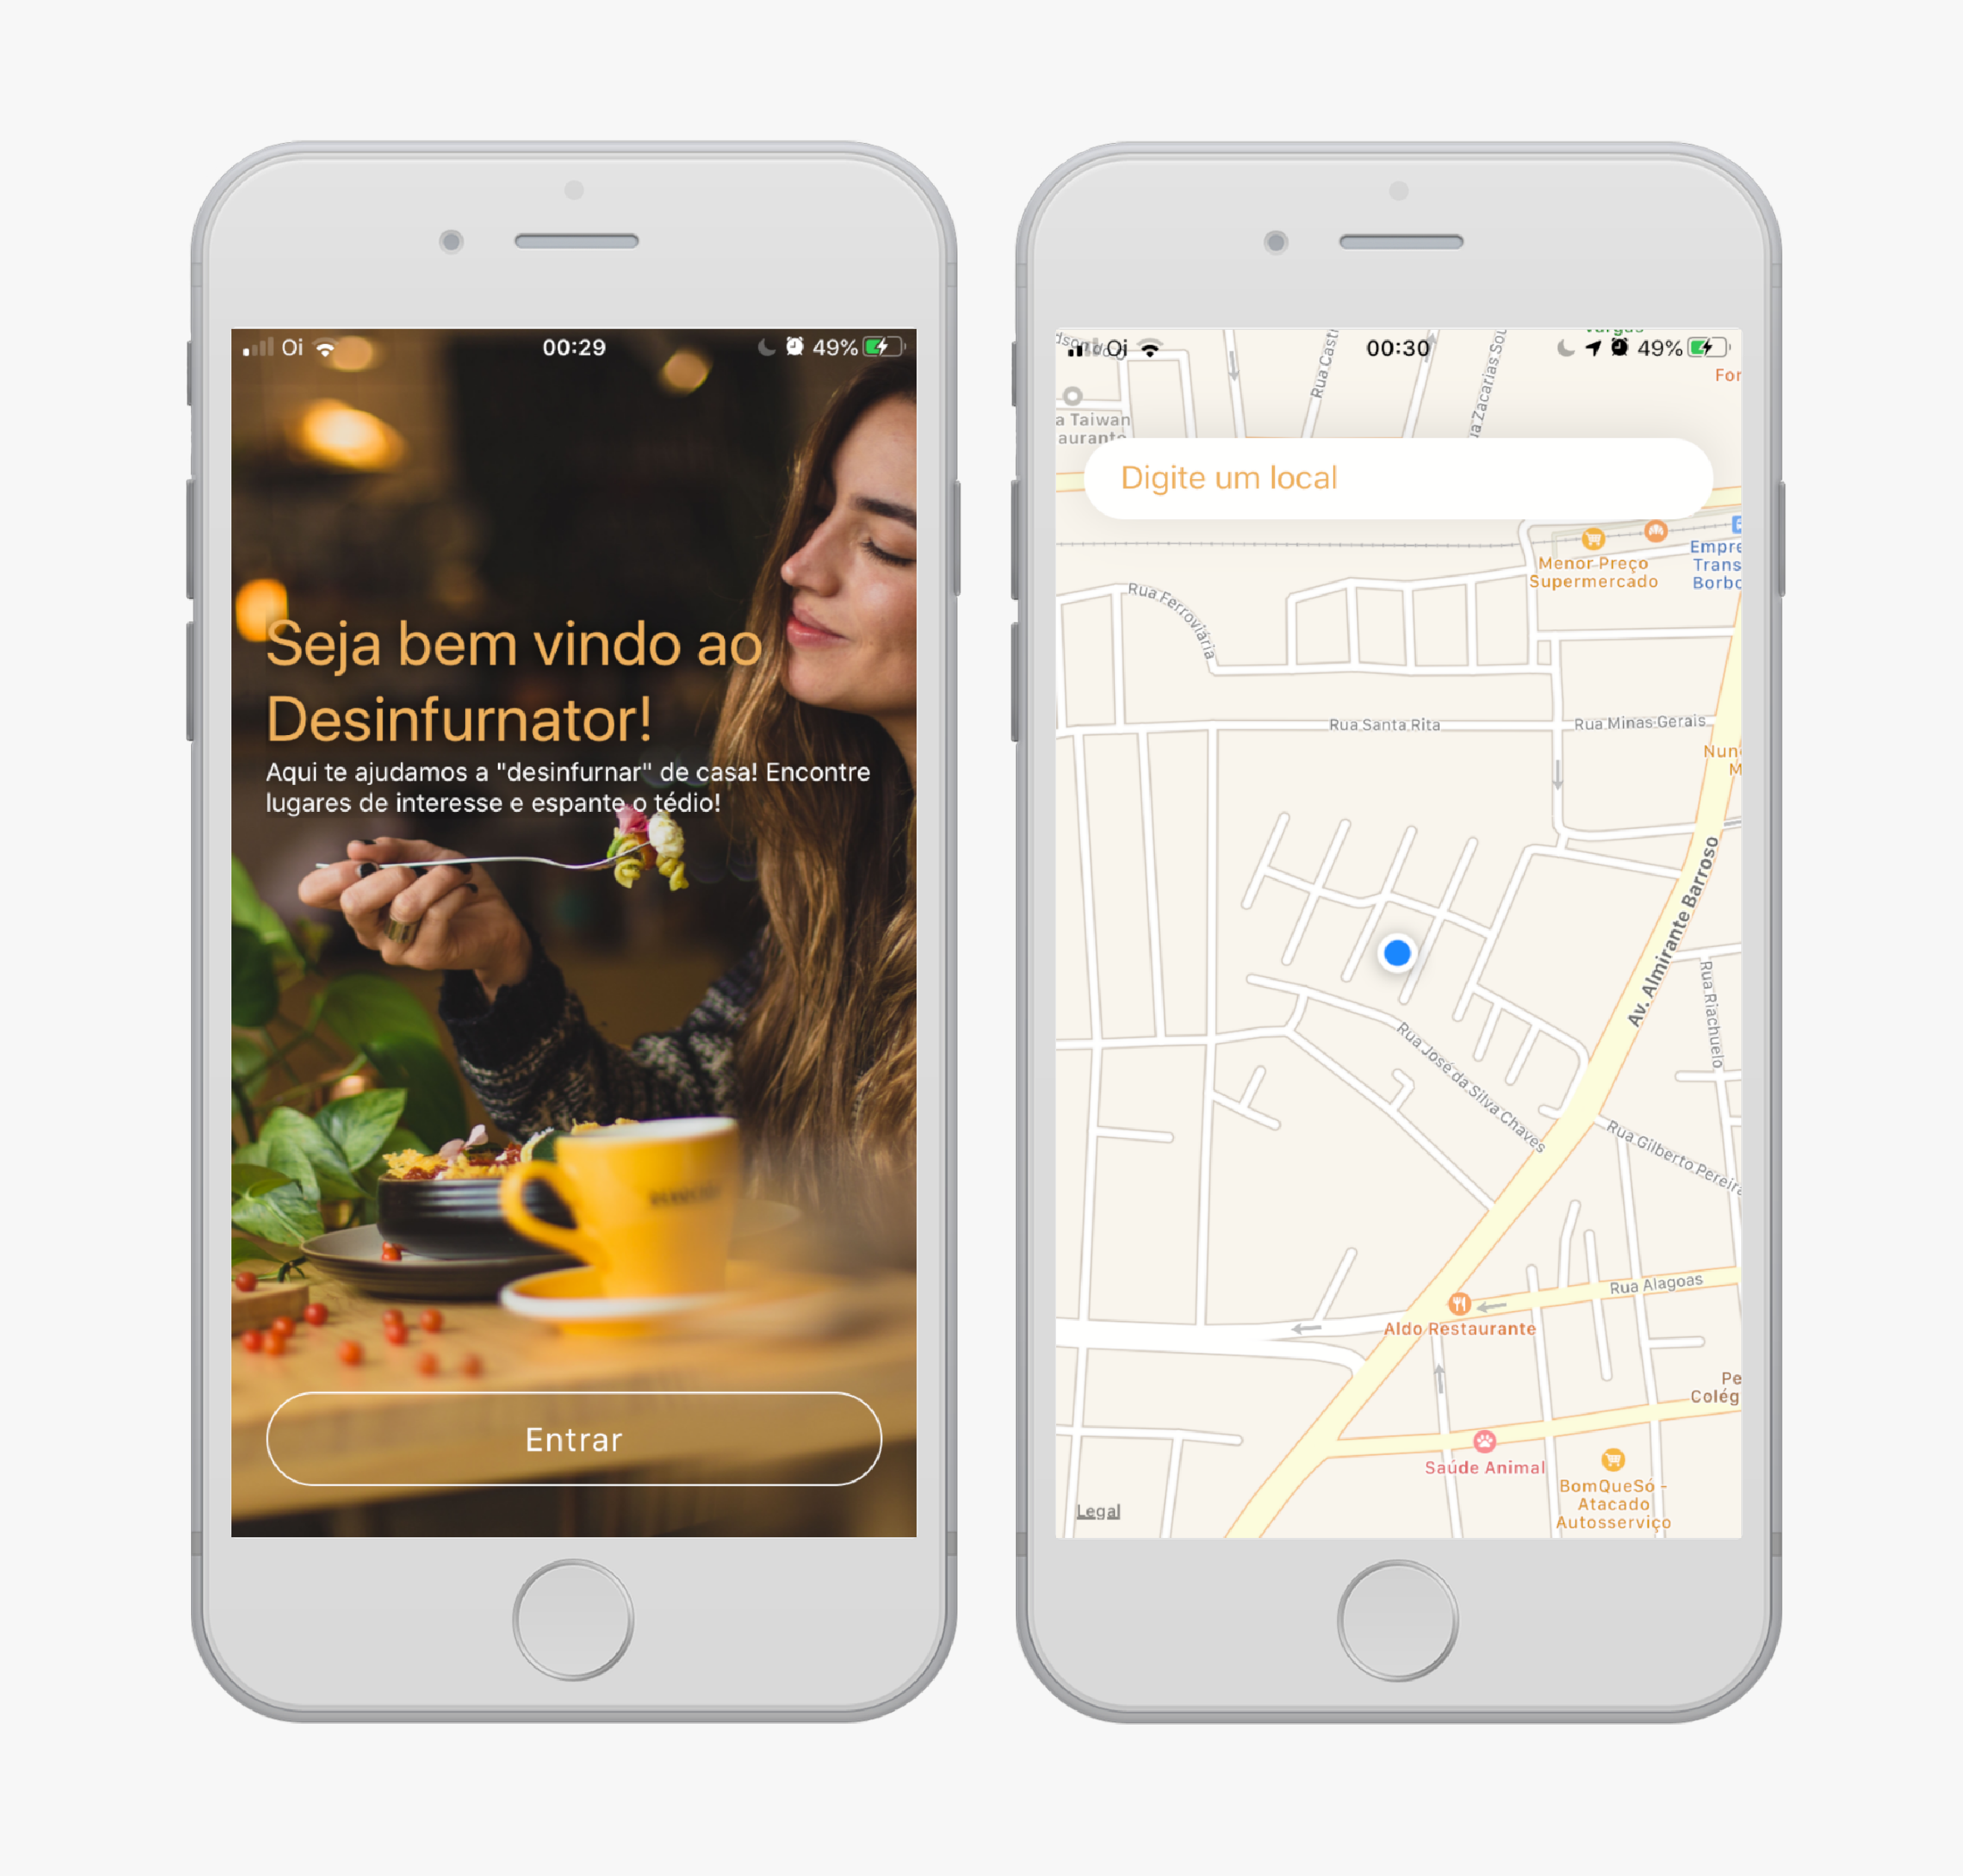 Oi
00:29
49%
Seja bem vindo ao
Desinfurnator!
Aqui te ajudamos a "desinfurnar" de casa! Encontre
lugares de interesse e espante o tédio!
Entrar
Oi
00:30
49%
Rua Casti
a Zacarias Sol
For
a Taiwan
aurante
Digite um local
Menor Preço
Supermercado
Empre
Trans
Borbo
Rua Ferroviária
Rua Santa Rita
Rua Minas Gerais
Nun
M
Av. Almirante Barroso
Rua Riachuelo
Rua José da Silva Chaves
Rua Gilberto Pereira
Rua Alagoas
Aldo Restaurante
Pe
Colég
Saúde Animal
BomQueSó -
Atacado
Autosserviço
Legal